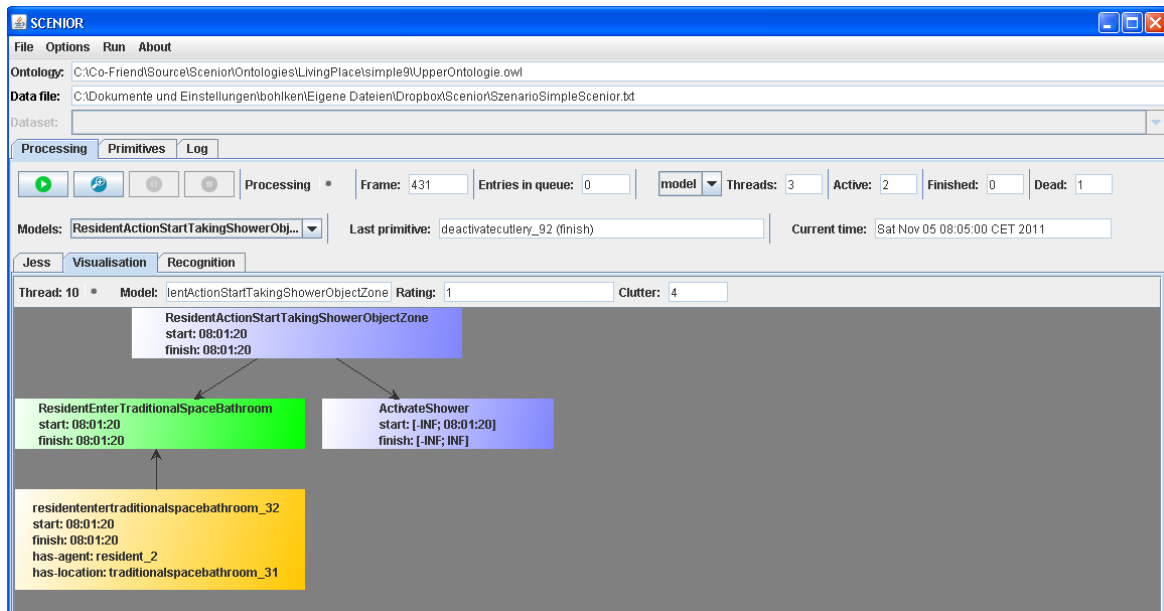 SCENIOR
File Options Run About
Ontology: C:\Co-Friend\Source\Scenior\Ontologies\LivingPlace\simple9\UpperOntologie.owl
Data file: C:\Dokumente und Einstellungen\bohlken\Eigene Dateien\Dropbox\Scenior\SzenarioSimpleScenior.txt
Dataset:
Processing Primitives Log
Processing Frame: 431 Entries in queue: 0 model Threads: 3 Active: 2 Finished: 0 Dead: 1
Models: ResidentActionStartTakingShowerObj... Last primitive: deactivatecutlery_92 (finish) Current time: Sat Nov 05 08:05:00 CET 2011
Jess Visualisation Recognition
Thread: 10 Model: lentActionStartTakingShowerObjectZone Rating: 1 Clutter: 4
ResidentActionStartTakingShowerObjectZone
start: 08:01:20
finish: 08:01:20
ResidentEnterTraditionalSpaceBathroom
start: 08:01:20
finish: 08:01:20
ActivateShower
start: [-INF; 08:01:20]
finish: [-INF; INF]
residententertraditionalspacebathroom_32
start: 08:01:20
finish: 08:01:20
has-agent: resident_2
has-location: traditionalspacebathroom_31